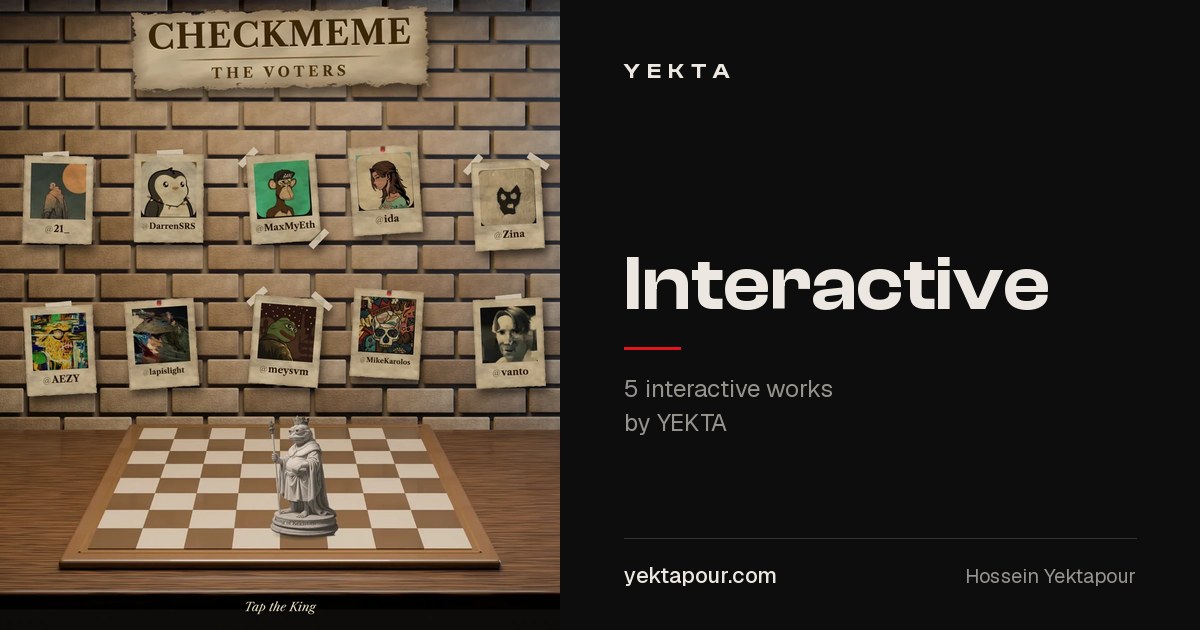 CHECKMEME
THE VOTERS
@21_
@DarrenSRS
@MaxMyEth
@ida
@Zina
@AEZY
@lapislight
@meysvm
@MikeKarolos
@vanto
Tap the King
YEKTA
Interactive
5 interactive works
by YEKTA
yektapour.com
Hossein Yektapour